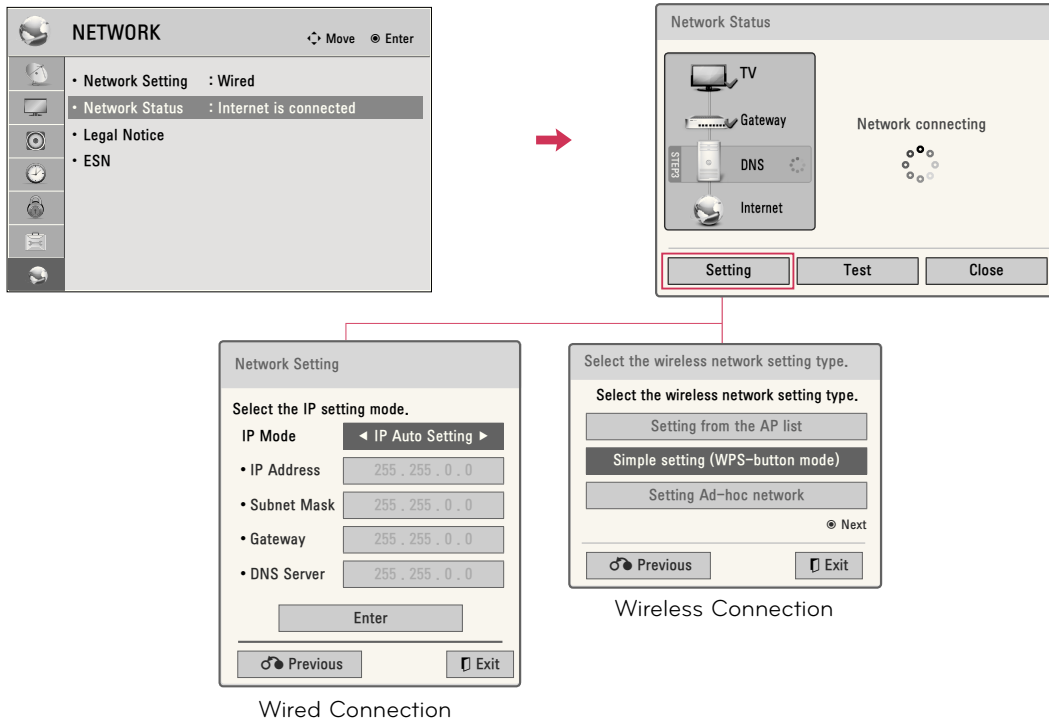 NETWORK
Move Enter
• Network Setting : Wired
• Network Status : Internet is connected
• Legal Notice
• ESN
Network Status
TV
Gateway
STEP3
DNS
Internet
Network connecting
Setting
Test
Close
Network Setting
Select the IP setting mode.
IP Mode ◄ IP Auto Setting ►
• IP Address 255 . 255 . 0 . 0
• Subnet Mask 255 . 255 . 0 . 0
• Gateway 255 . 255 . 0 . 0
• DNS Server 255 . 255 . 0 . 0
Enter
Previous
Exit
Wired Connection
Select the wireless network setting type.
Select the wireless network setting type.
Setting from the AP list
Simple setting (WPS-button mode)
Setting Ad-hoc network
Next
Previous
Exit
Wireless Connection